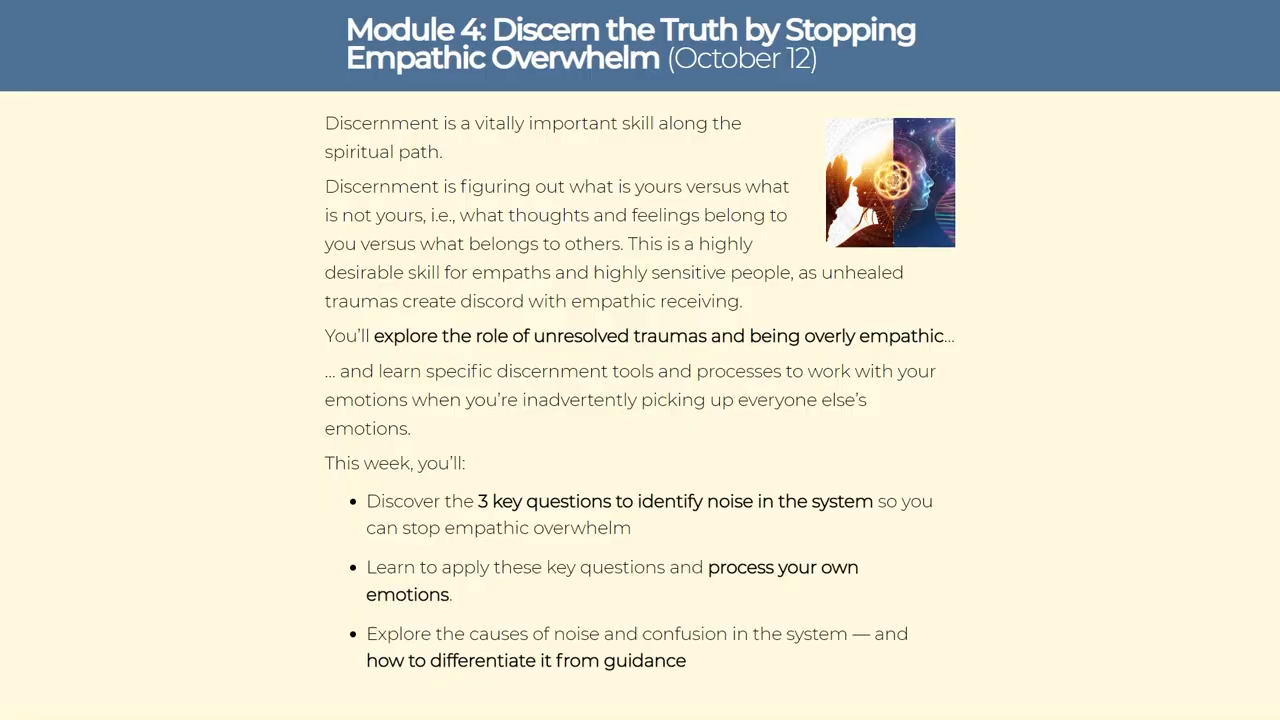 Module 4: Discern the Truth by Stopping
Empathic Overwhelm (October 12)
Discernment is a vitally important skill along the
spiritual path.
Discernment is figuring out what is yours versus what
is not yours, i.e., what thoughts and feelings belong to
you versus what belongs to others. This is a highly
desirable skill for empaths and highly sensitive people, as unhealed
traumas create discord with empathic receiving.
You’ll explore the role of unresolved traumas and being overly empathic...
... and learn specific discernment tools and processes to work with your
emotions when you’re inadvertently picking up everyone else’s
emotions.
This week, you’ll:
• Discover the 3 key questions to identify noise in the system so you
can stop empathic overwhelm
• Learn to apply these key questions and process your own
emotions.
• Explore the causes of noise and confusion in the system — and
how to differentiate it from guidance